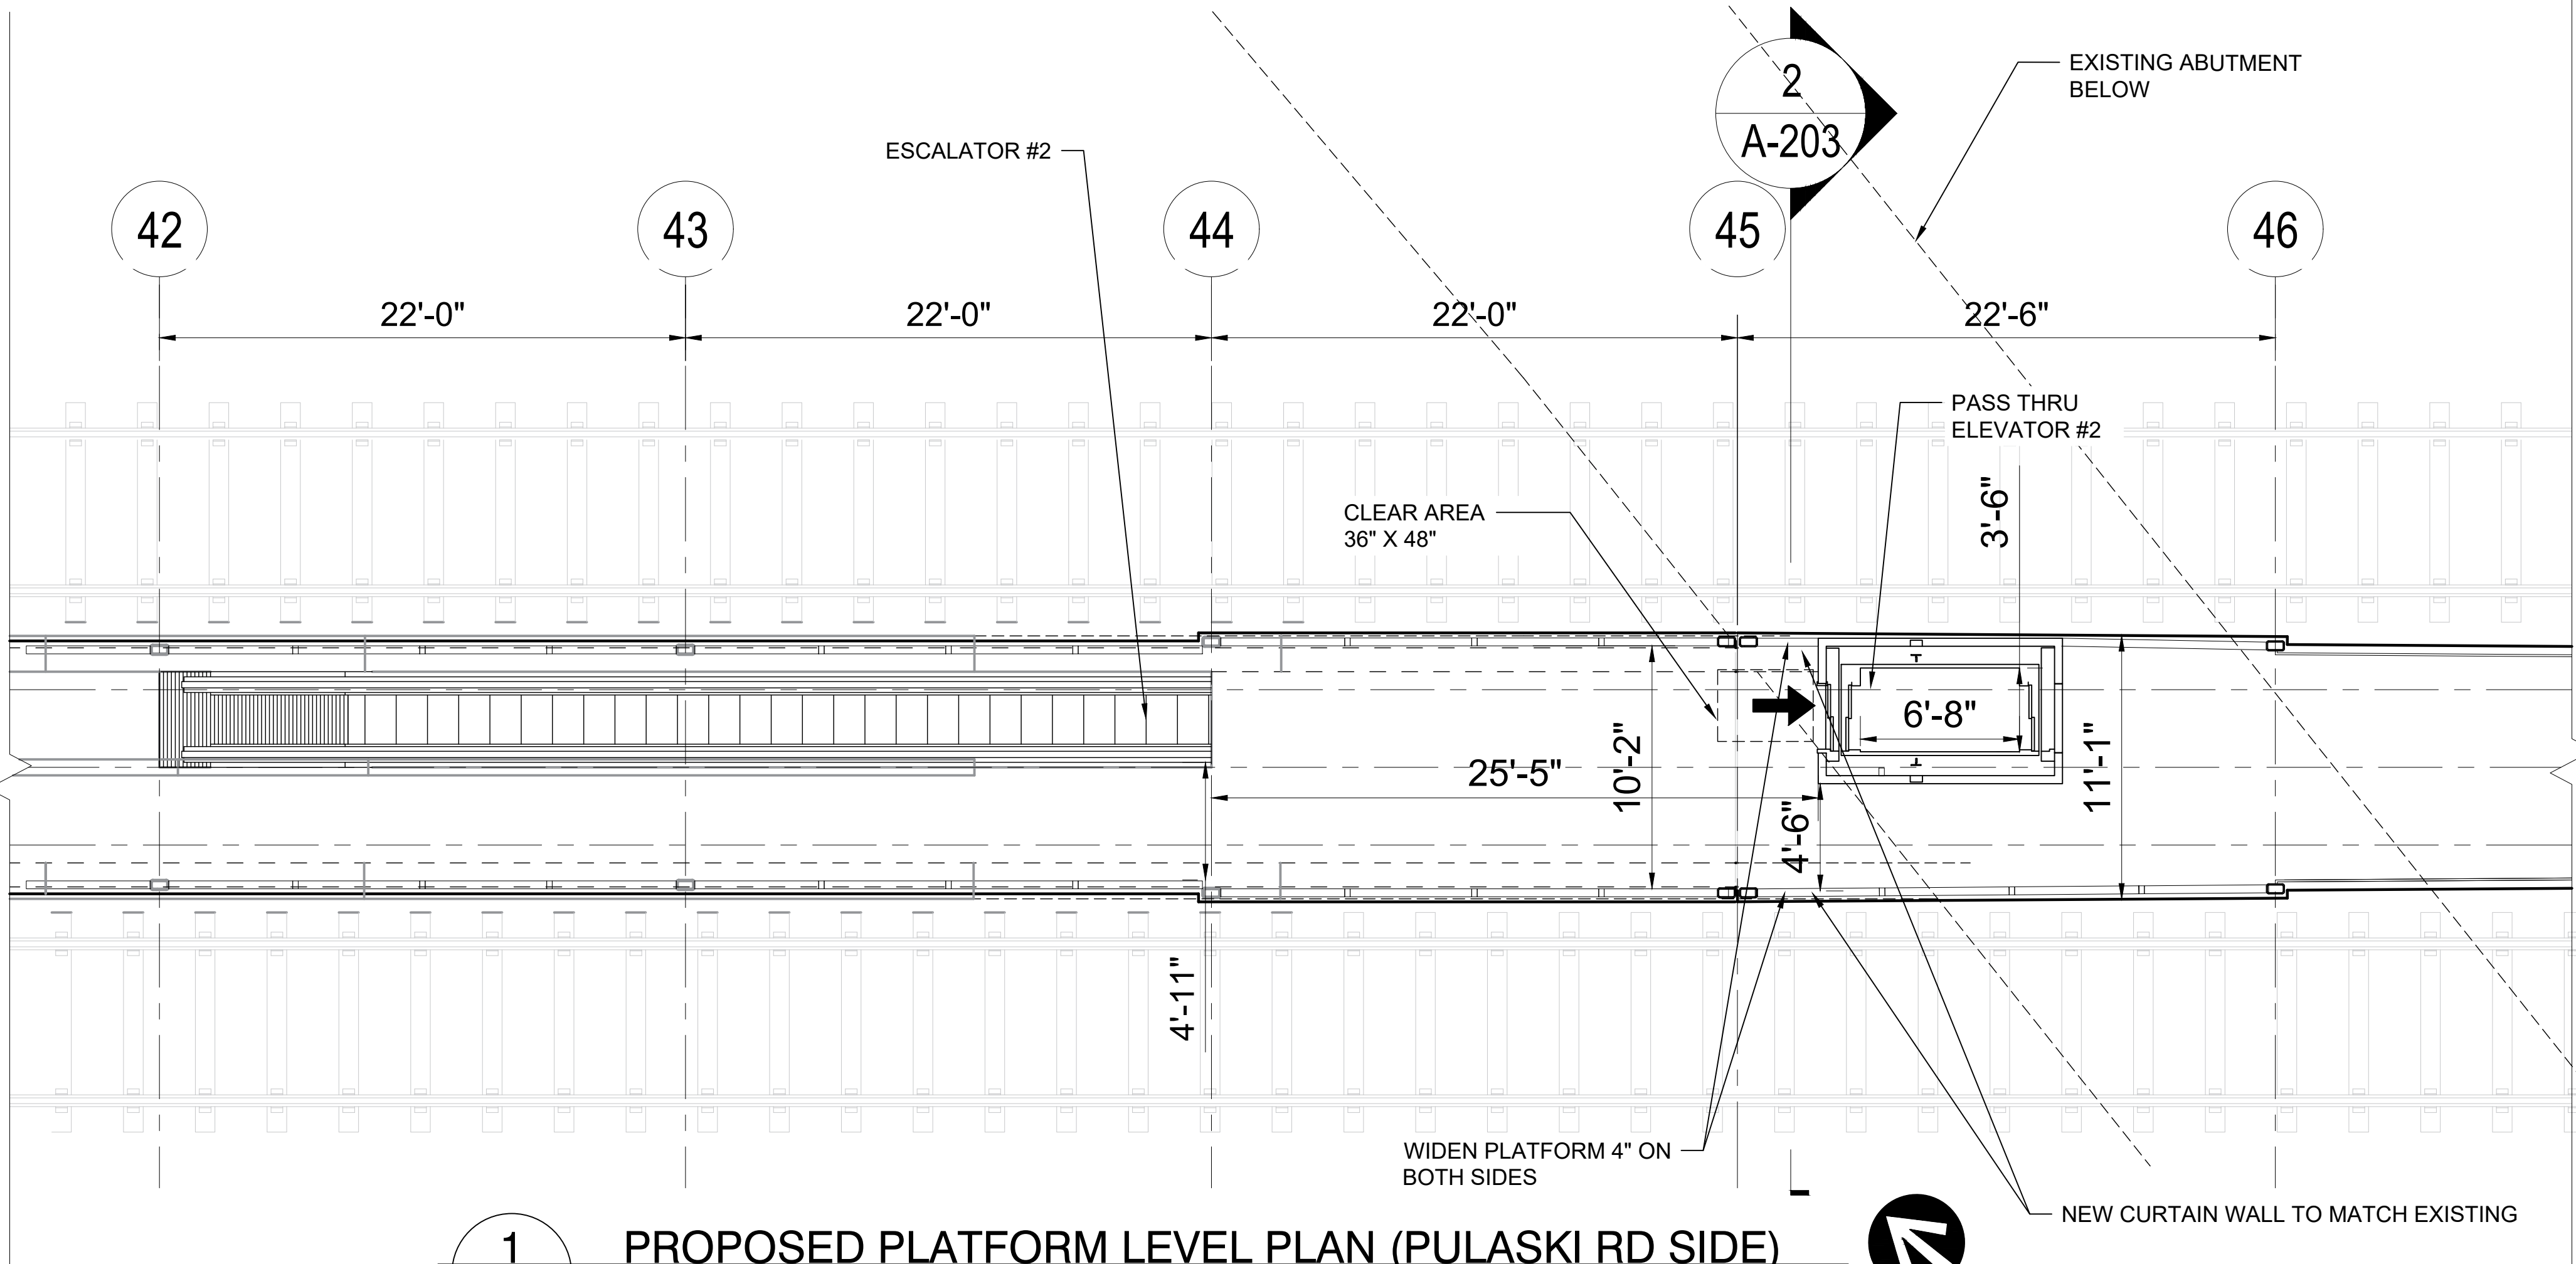 2
A-203
EXISTING ABUTMENT
BELOW
ESCALATOR #2
42
43
44
45
46
22'-0"
22'-0"
22'-0"
22'-6"
PASS THRU
ELEVATOR #2
3'-6"
CLEAR AREA
36" X 48"
6'-8"
25'-5"
10'-2"
4'-6"
11'-1"
4'-11"
WIDEN PLATFORM 4" ON
BOTH SIDES
NEW CURTAIN WALL TO MATCH EXISTING
1
PROPOSED PLATFORM LEVEL PLAN (PULASKI RD SIDE)